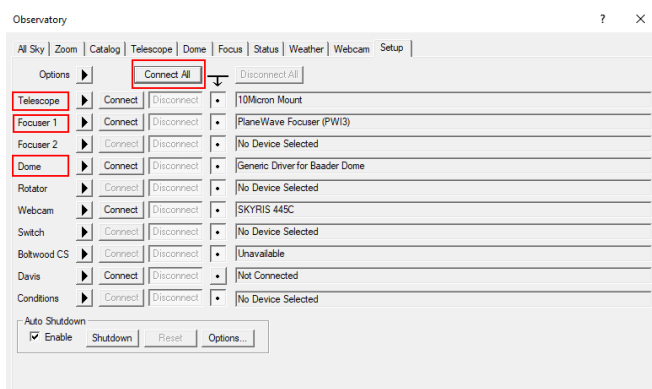 Observatory ? ×
All Sky | Zoom | Catalog | Telescope | Dome | Focus | Status | Weather | Webcam Setup |
Options Connect All Disconnect All
Telescope Connect Disconnect 10Micron Mount
Focuser 1 Connect Disconnect PlaneWave Focuser (PWI3)
Focuser 2 Connect Disconnect No Device Selected
Dome Connect Disconnect Generic Driver for Baader Dome
Rotator Connect Disconnect No Device Selected
Webcam Connect Disconnect SKYRIS 445C
Switch Connect Disconnect No Device Selected
Boltwood CS Connect Disconnect Unavailable
Davis Connect Disconnect Not Connected
Conditions Connect Disconnect No Device Selected
Auto Shutdown
Enable Shutdown Reset Options...